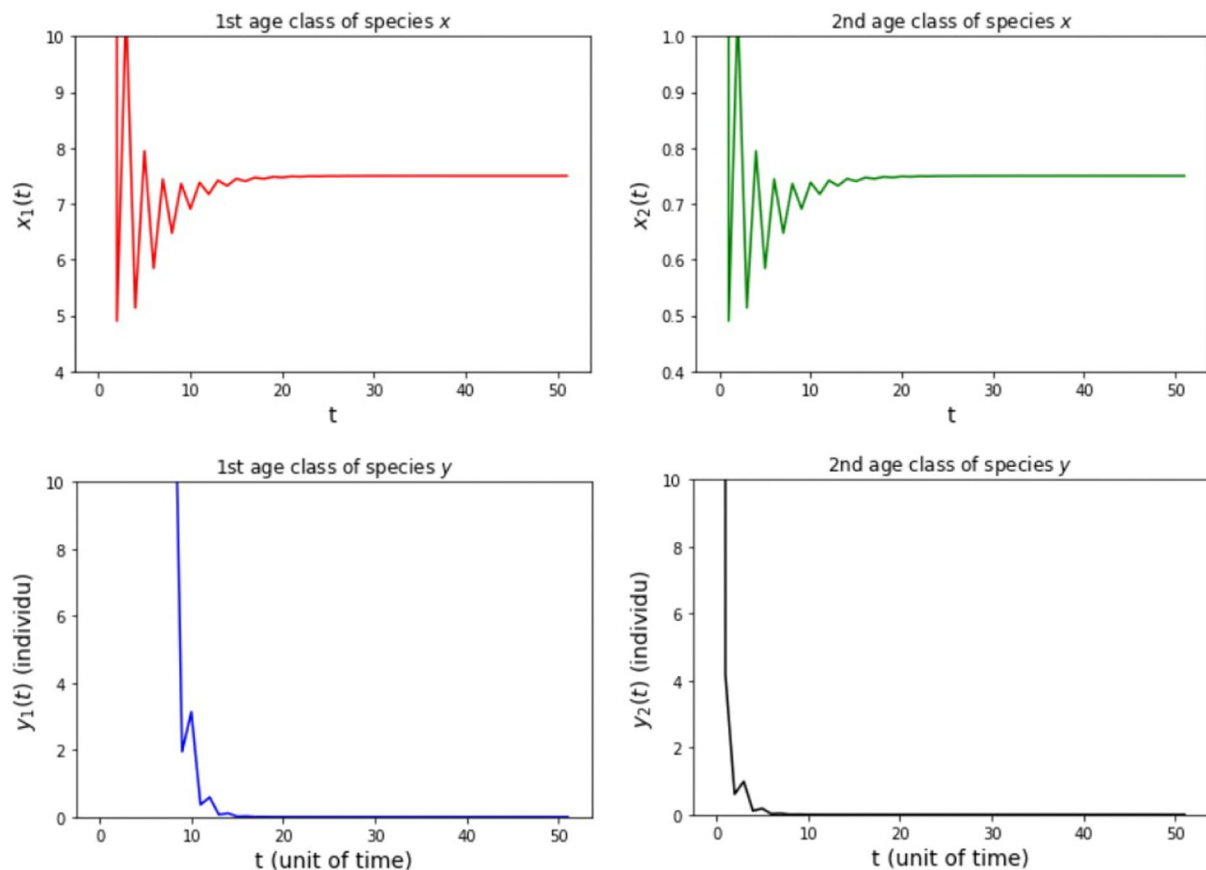 1st age class of species x
10
9
8
7
6
5
4
x₁(t)
0 10 20 30 40 50
t
2nd age class of species x
1.0
0.9
0.8
0.7
0.6
0.5
0.4
x₂(t)
0 10 20 30 40 50
t
1st age class of species y
10
8
6
4
2
0
y₁(t) (individu)
0 10 20 30 40 50
t (unit of time)
2nd age class of species y
10
8
6
4
2
0
y₂(t) (individu)
0 10 20 30 40 50
t (unit of time)